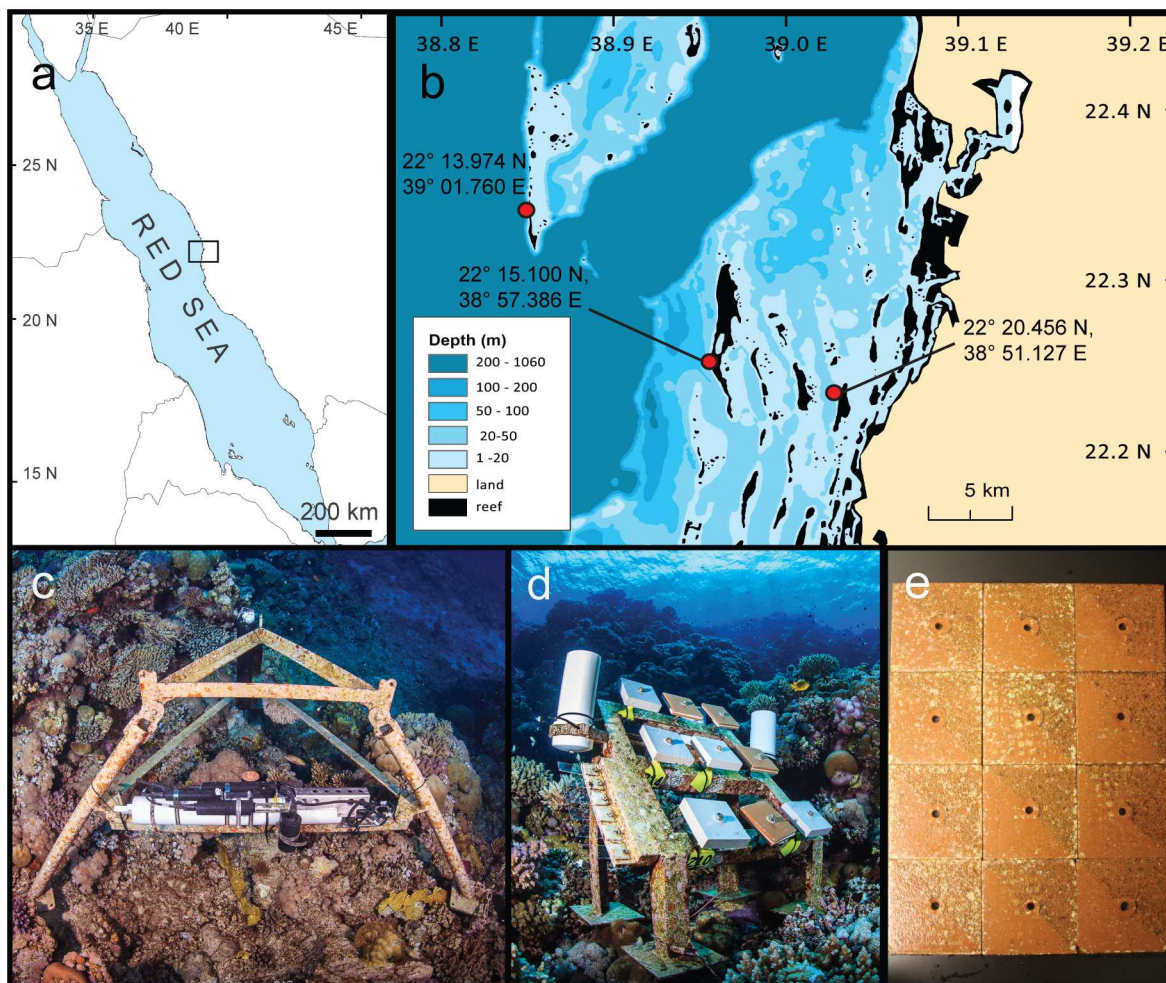 35 E
40 E
45 E
a
25 N
20 N
15 N
RED SEA
200 km
38.8 E
38.9 E
39.0 E
39.1 E
39.2 E
b
22.4 N
22.3 N
22.2 N
22° 13.974 N,
39° 01.760 E
22° 15.100 N,
38° 57.386 E
22° 20.456 N,
38° 51.127 E
Depth (m)
200 - 1060
100 - 200
50 - 100
20-50
1 -20
land
reef
5 km
c
d
e